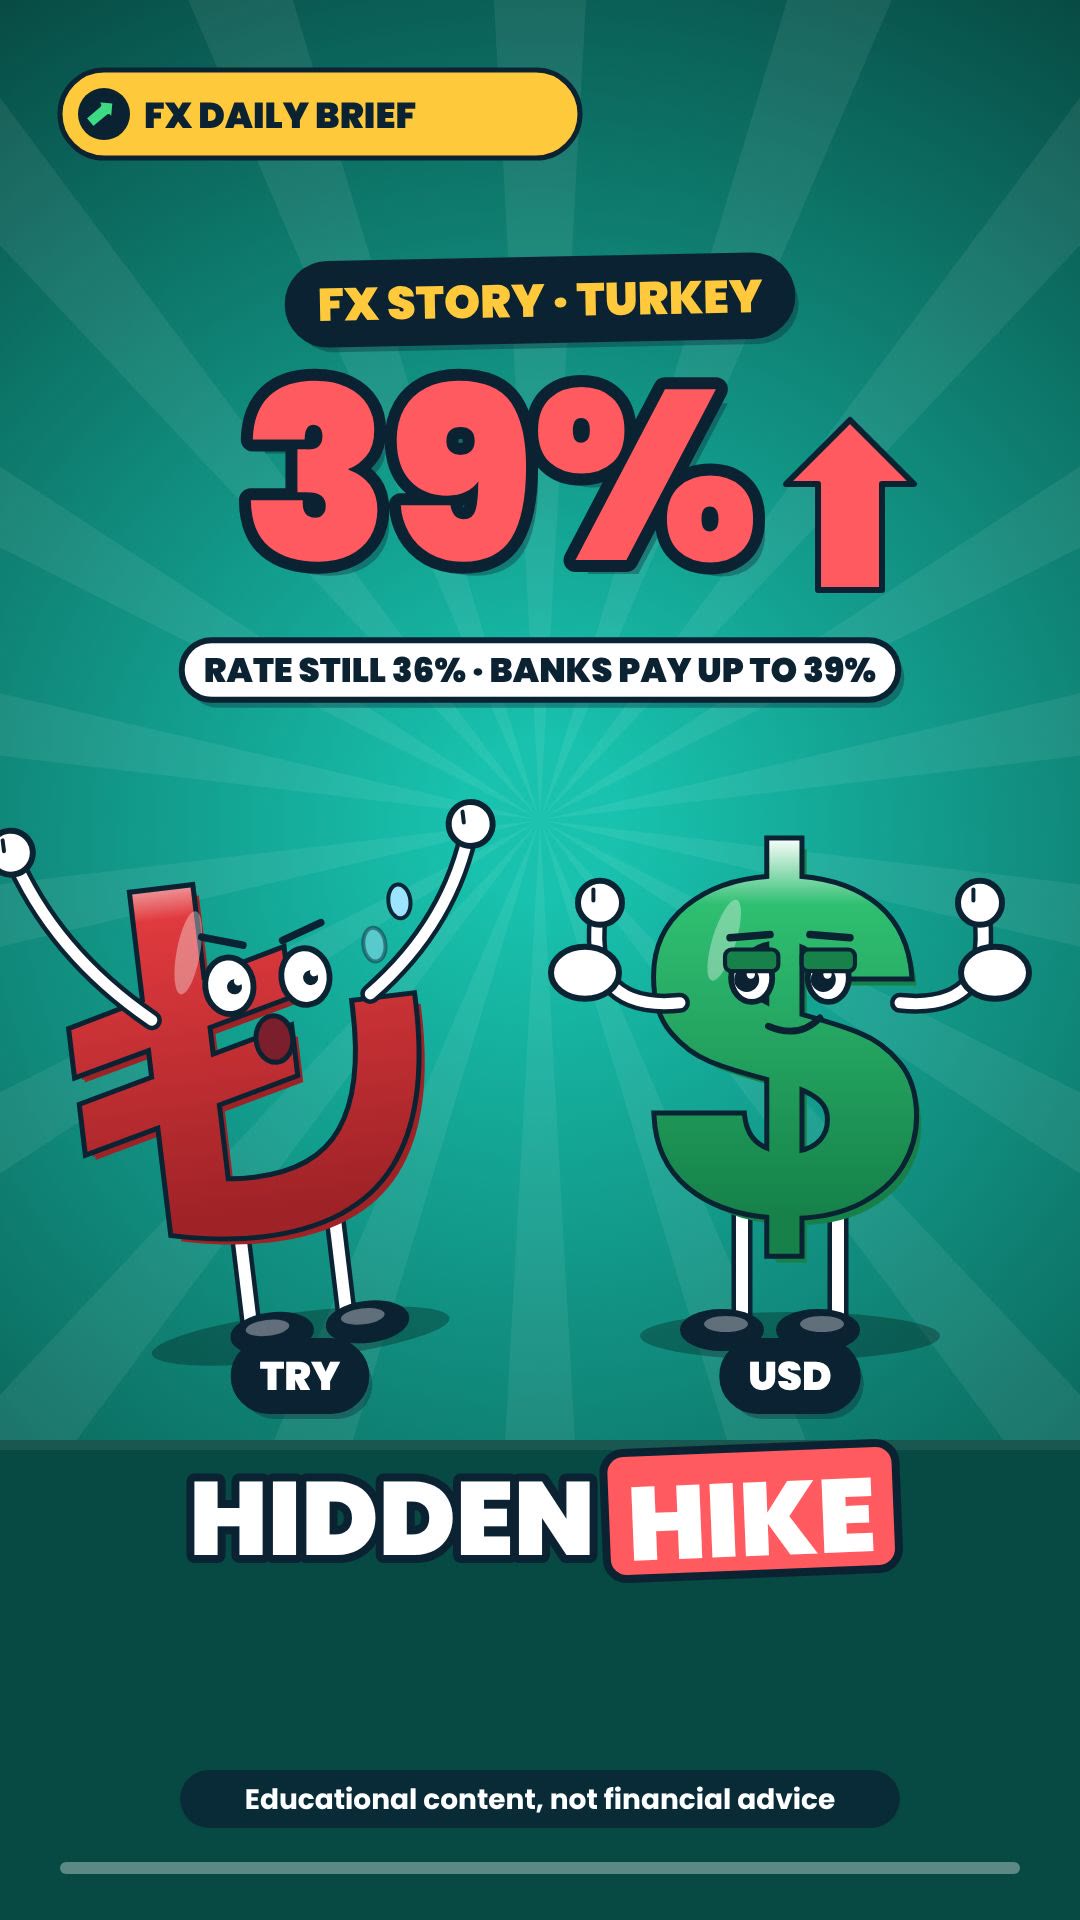 FX DAILY BRIEF
FX STORY · TURKEY
39%
RATE STILL 36% · BANKS PAY UP TO 39%
TRY
USD
HIDDEN HIKE
Educational content, not financial advice